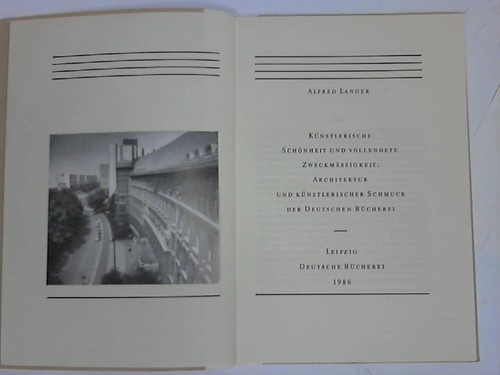 ALFRED LANGER
KÜNSTLERISCHE
SCHÖNHEIT UND VOLLENDETE
ZWECKMÄSSIGKEIT:
ARCHITEKTUR
UND KÜNSTLERISCHER SCHMUCK
DER DEUTSCHEN BÜCHEREI
LEIPZIG
DEUTSCHE BÜCHEREI
1986